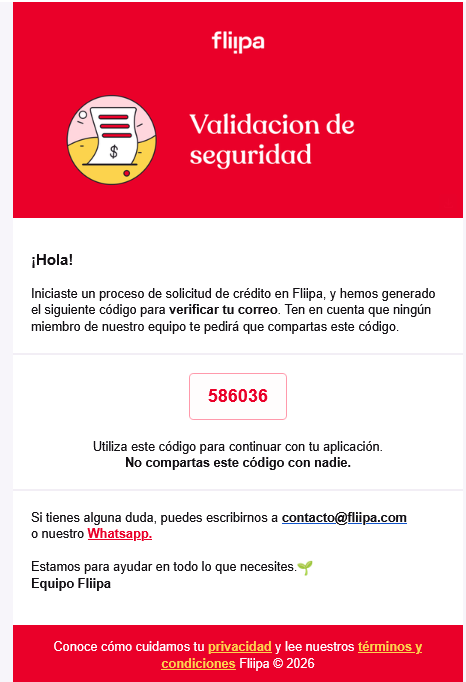 fliipa
$
Validacion de
seguridad
¡Hola!
Iniciaste un proceso de solicitud de crédito en Fliipa, y hemos generado
el siguiente código para verificar tu correo. Ten en cuenta que ningún
miembro de nuestro equipo te pedirá que compartas este código.
586036
Utiliza este código para continuar con tu aplicación.
No compartas este código con nadie.
Si tienes alguna duda, puedes escribirnos a contacto@fliipa.com
o nuestro Whatsapp.
Estamos para ayudar en todo lo que necesites.🌱
Equipo Fliipa
Conoce cómo cuidamos tu privacidad y lee nuestros términos y
condiciones Fliipa © 2026